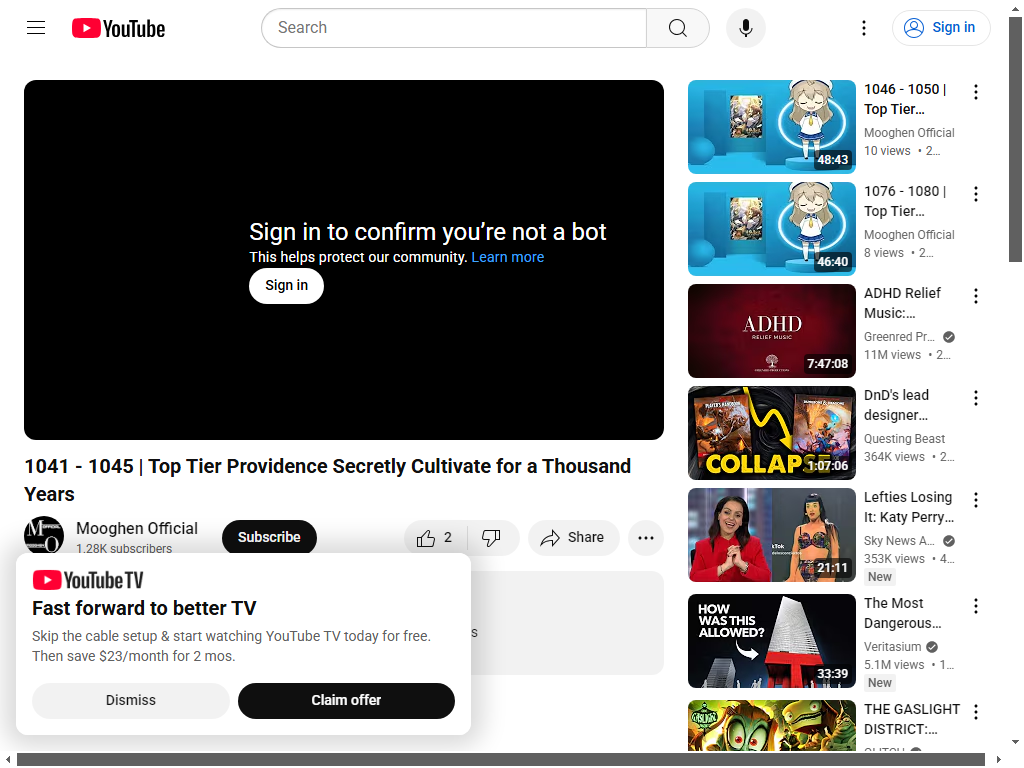 YouTube
Search
Sign in
Sign in to confirm you're not a bot
This helps protect our community. Learn more
Sign in
1041 - 1045 | Top Tier Providence Secretly Cultivate for a Thousand
Years
Mooghen Official
1.28K subscribers
Subscribe
2
Share
YouTube TV
Fast forward to better TV
Skip the cable setup & start watching YouTube TV today for free.
Then save $23/month for 2 mos.
Dismiss
Claim offer
48:43
1046 - 1050 |
Top Tier…
Mooghen Official
10 views • 2…
46:40
1076 - 1080 |
Top Tier…
Mooghen Official
8 views • 2…
ADHD
RELIEF MUSIC
7:47:08
ADHD Relief
Music:…
Greenred Pr…
11M views • 2…
COLLAPSE
1:07:06
DnD's lead
designer…
Questing Beast
364K views • 2…
21:11
Lefties Losing
It: Katy Perry…
Sky News A…
353K views • 4…
New
HOW
WAS THIS
ALLOWED?
33:39
The Most
Dangerous…
Veritasium
5.1M views • 1…
New
THE GASLIGHT
DISTRICT:…